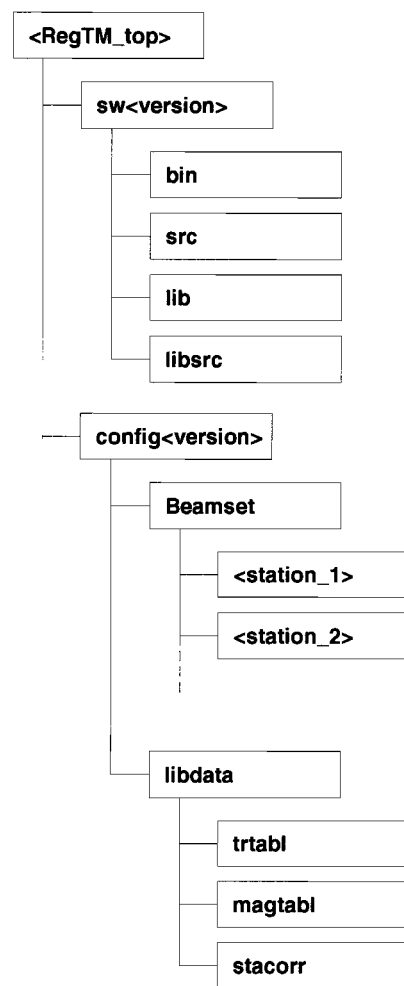 <RegTM_top>
sw<version>
bin
src
lib
libsrc
config<version>
Beamset
<station_1>
<station_2>
libdata
trtabl
magtabl
stacorr